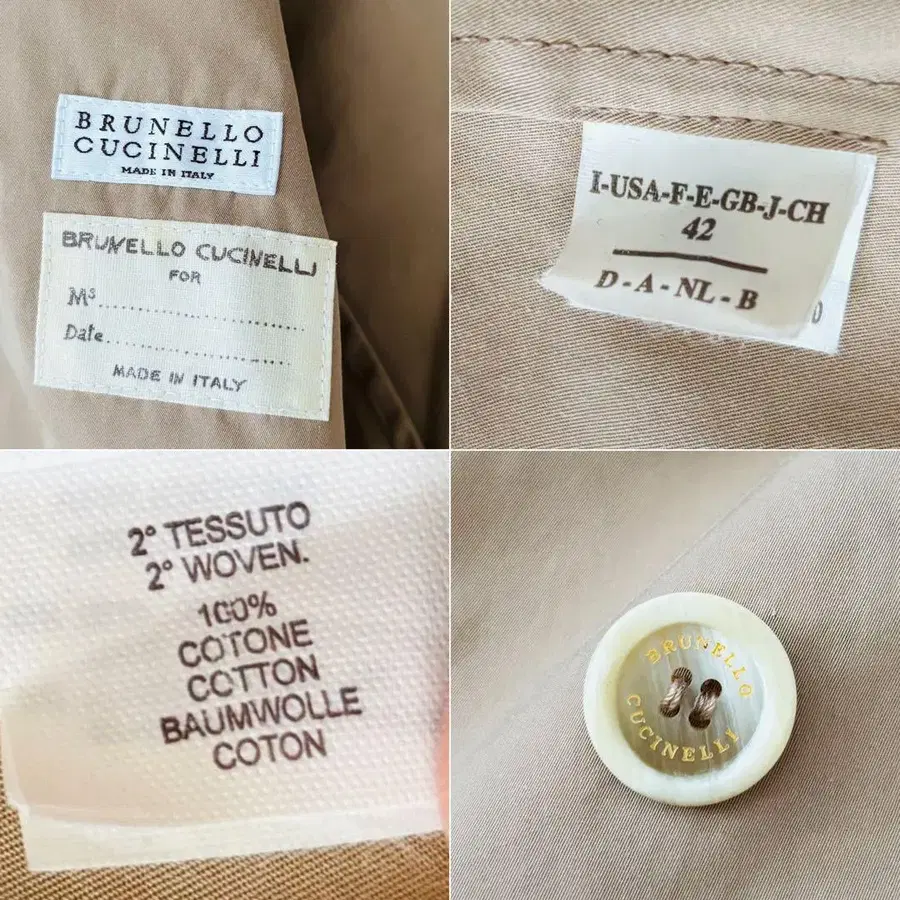 BRUNELLO
CUCINELLI
MADE IN ITALY
BRUNELLO CUCINELLI
FOR
Ms.
Date
MADE IN ITALY
I-USA-F-E-GB-J-CH
42
D - A - NL - B
2° TESSUTO
2° WOVEN.
100%
COTONE
COTTON
BAUMWOLLE
COTON
BRUNELLO
CUCINELLI